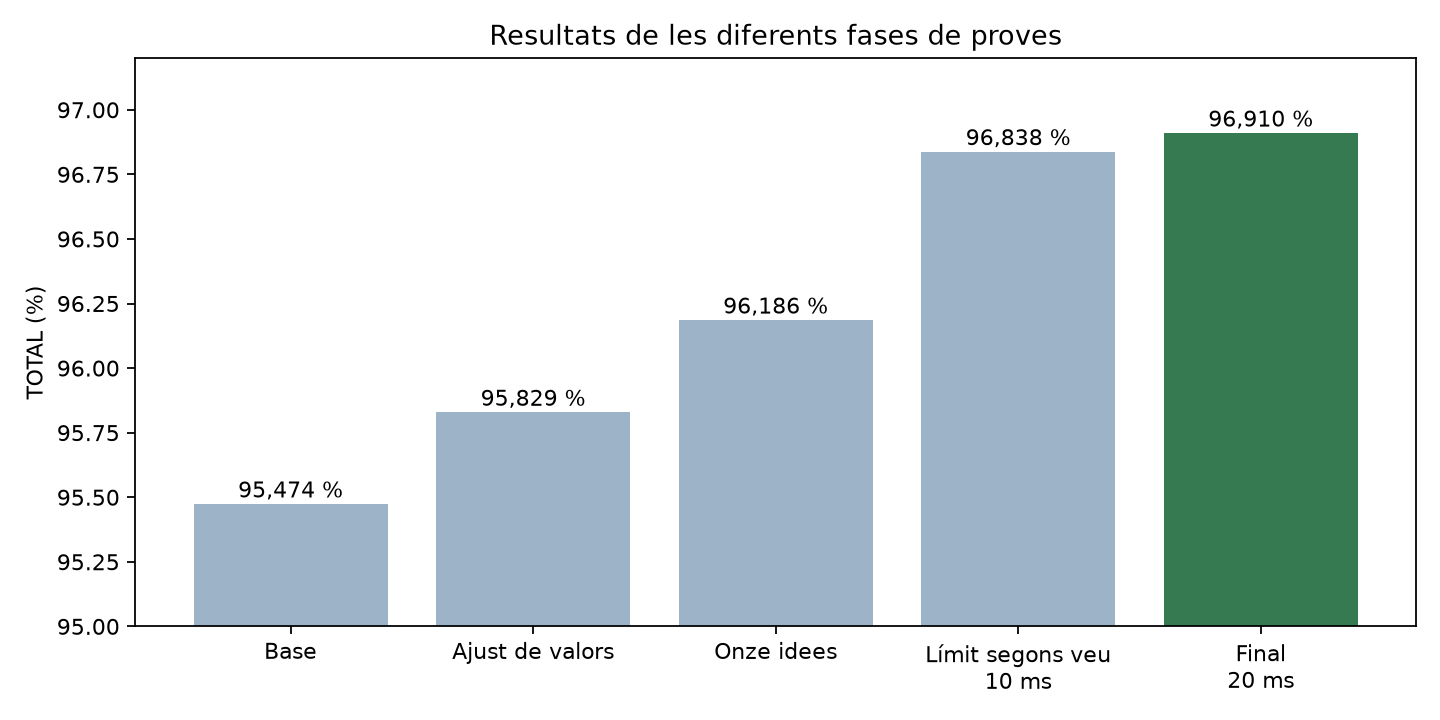 Resultats de les diferents fases de proves
TOTAL (%)
97.00
96.75
96.50
96.25
96.00
95.75
95.50
95.25
95.00
95,474 %
95,829 %
96,186 %
96,838 %
96,910 %
Base
Ajust de valors
Onze idees
Límit segons veu
10 ms
Final
20 ms